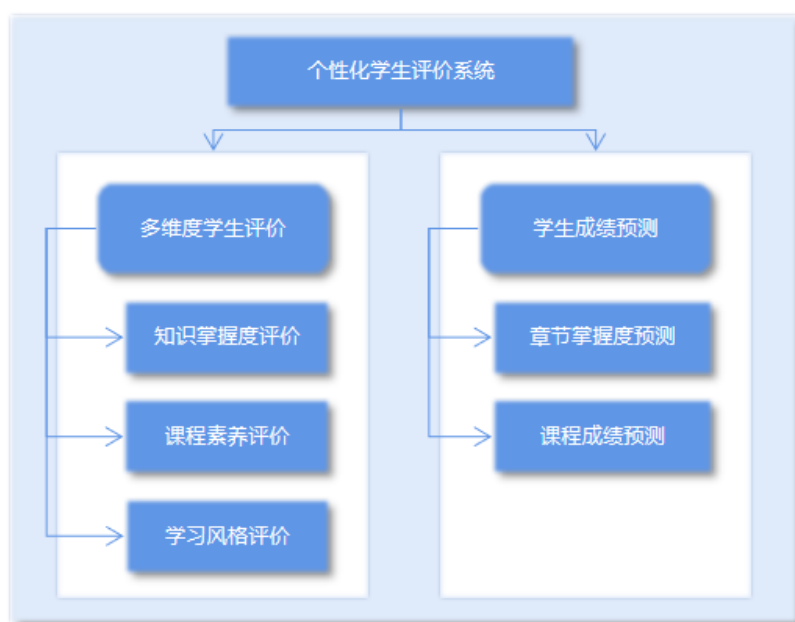 个性化学生评价系统
多维度学生评价
知识掌握度评价
课程素养评价
学习风格评价
学生成绩预测
章节掌握度预测
课程成绩预测